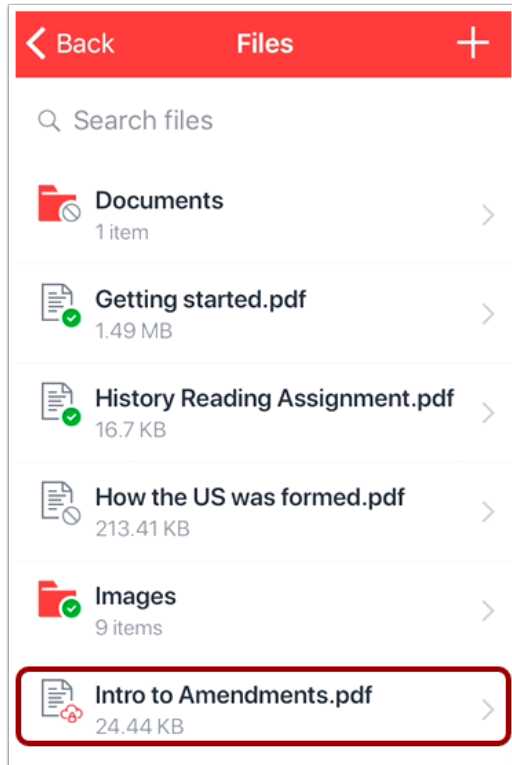 Back
Files
Search files
Documents
1 item
Getting started.pdf
1.49 MB
History Reading Assignment.pdf
16.7 KB
How the US was formed.pdf
213.41 KB
Images
9 items
Intro to Amendments.pdf
24.44 KB